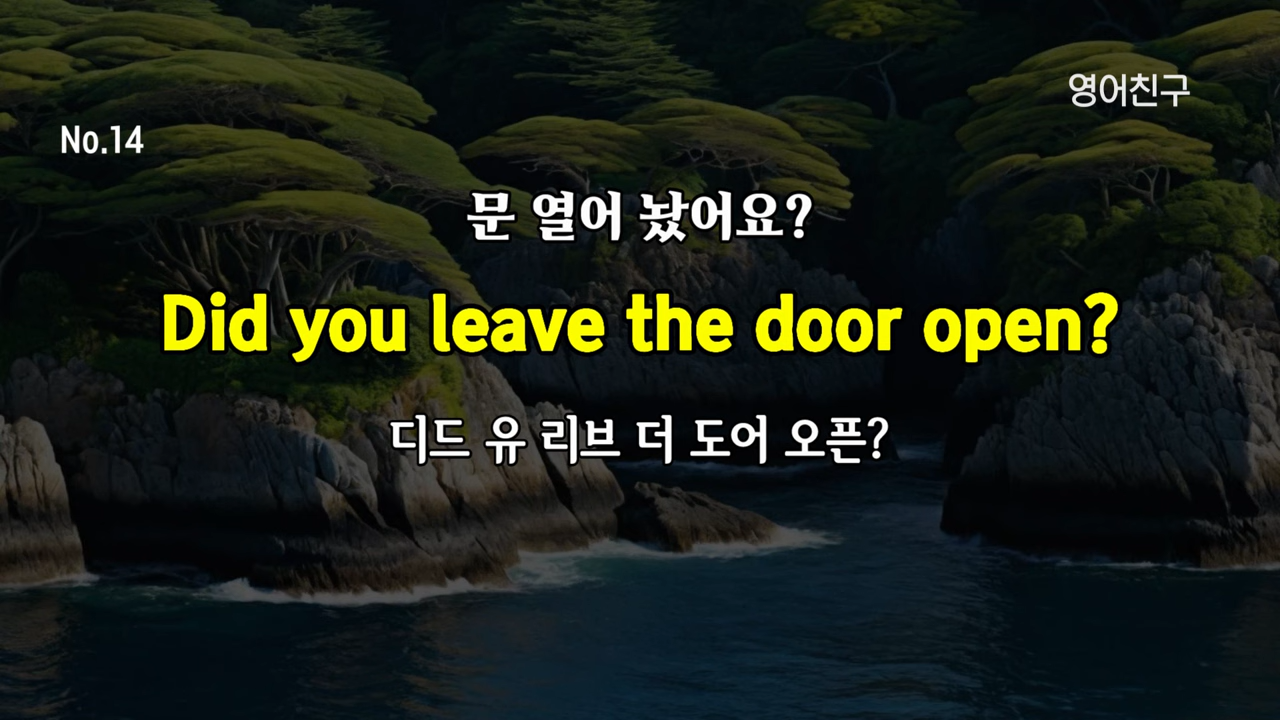 영어친구
No.14
문 열어 놨어요?
Did you leave the door open?
디드 유 리브 더 도어 오픈?